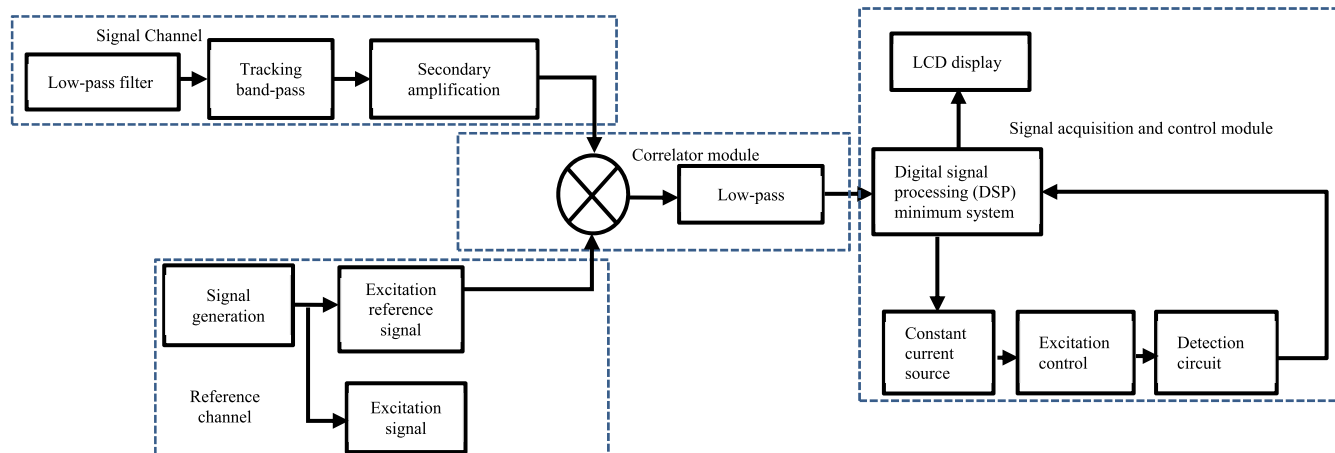 Signal Channel
Low-pass filter
Tracking
band-pass
Secondary
amplification
Correlator module
Low-pass
Signal
generation
Excitation
reference
signal
Reference
channel
Excitation
signal
LCD display
Signal acquisition and control module
Digital signal
processing (DSP)
minimum system
Constant
current
source
Excitation
control
Detection
circuit